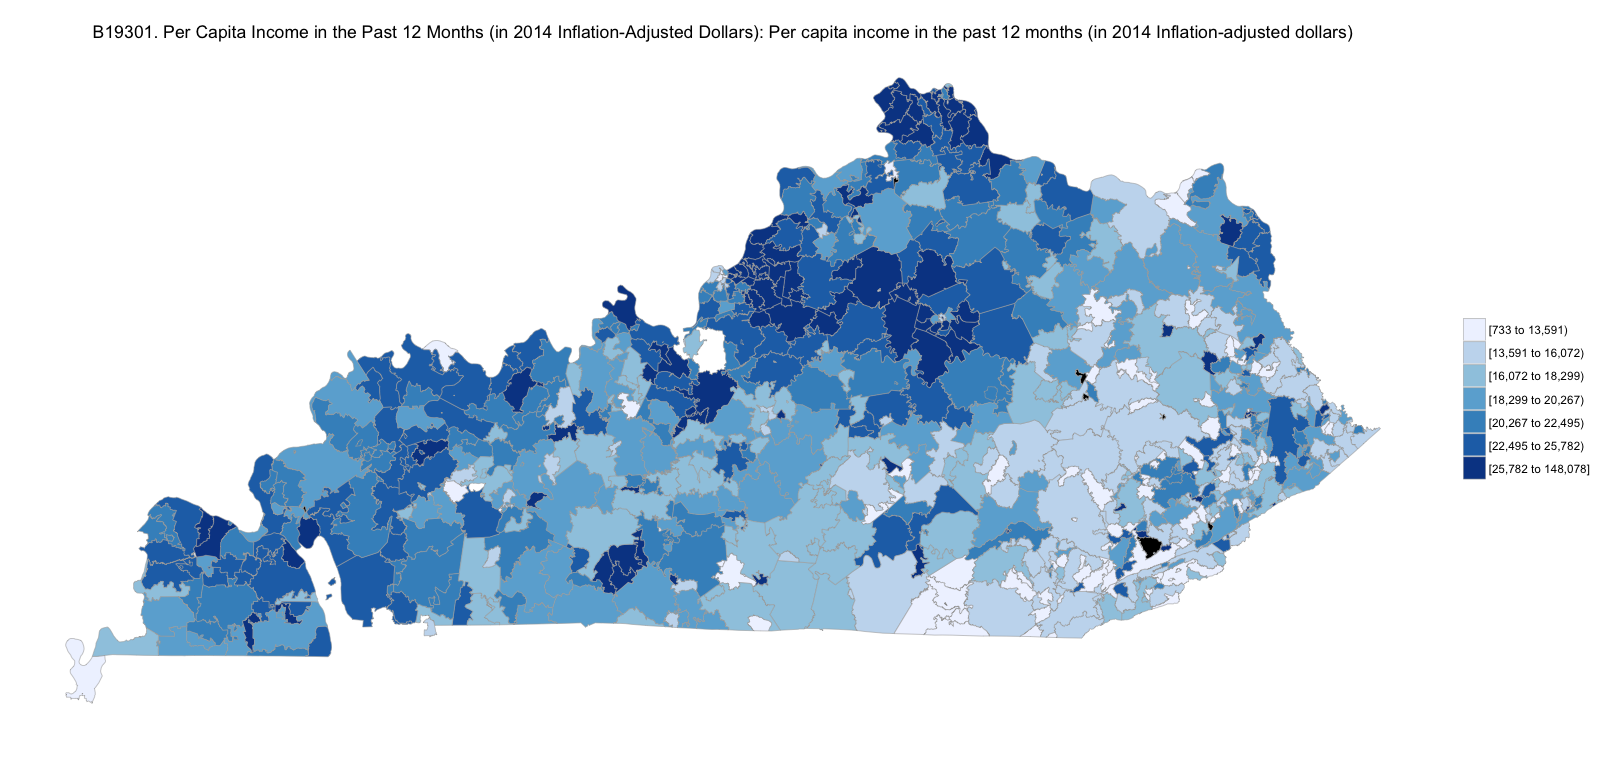 B19301. Per Capita Income in the Past 12 Months (in 2014 Inflation-Adjusted Dollars): Per capita income in the past 12 months (in 2014 Inflation-adjusted dollars)
[733 to 13,591)
[13,591 to 16,072)
[16,072 to 18,299)
[18,299 to 20,267)
[20,267 to 22,495)
[22,495 to 25,782)
[25,782 to 148,078]